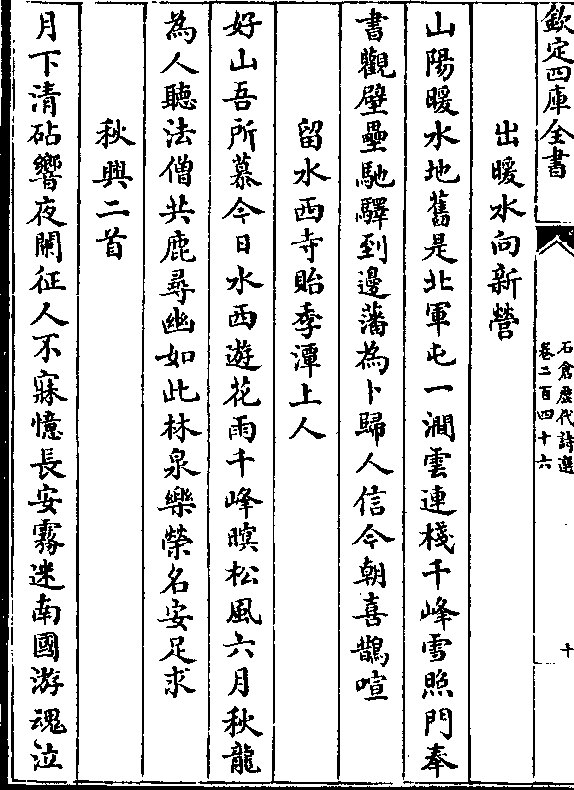 欽定四庫全書
石倉歷代詩選
卷二百四十六
十
出暖水向新營
山陽暖水地舊是北軍屯一澗雲連棧千峰雪照門奉
書觀壁壘馳驛到邊藩為卜歸人信今朝喜鵲喧
留水西寺貽季潭上人
好山吾所慕今日水西遊花雨千峰暝松風六月秋龍
為人聽法僧共鹿尋幽如此林泉樂榮名安足求
秋興二首
月下清砧響夜闌征人不寐憶長安霧迷南國游魂泣